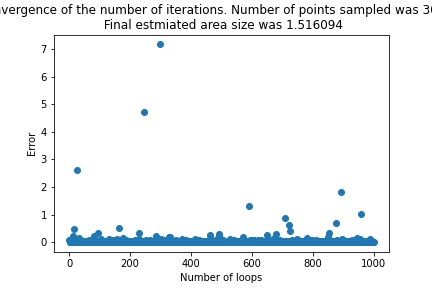 vergence of the number of iterations. Number of points sampled was 30
Final estmiated area size was 1.516094
7
6
5
4
3
2
1
0
Error
0 200 400 600 800 1000
Number of loops